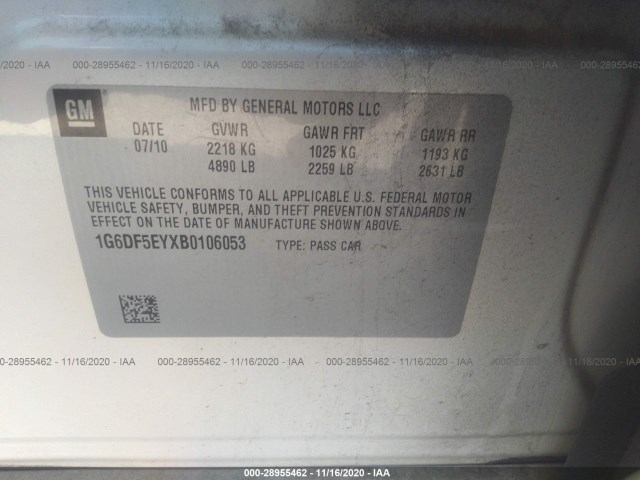 5462 - 11/16/2020 - IAA
000-28955462 - 11/16/2020 - IAA
000-28955462 - 11/16/2020 - IAA
000-28955462 - 11/16/2020 - IAA
GM
MFD BY GENERAL MOTORS LLC
DATE GVWR GAWR FRT GAWR RR
07/10 2218 KG 1025 KG 1193 KG
4890 LB 2259 LB 2631 LB
THIS VEHICLE CONFORMS TO ALL APPLICABLE U.S. FEDERAL MOTOR
VEHICLE SAFETY, BUMPER, AND THEFT PREVENTION STANDARDS IN
EFFECT ON THE DATE OF MANUFACTURE SHOWN ABOVE.
1G6DF5EYXB0106053 TYPE: PASS CAR
000-28955462 - 11/16/2020 - IAA
000-28955462 - 11/16/2020 - IAA
000-28955462 - 11/16/2020 - IAA
000-28955462 - 11/16/2020 - IAA
000-28955462 - 11/16/2020 - IAA